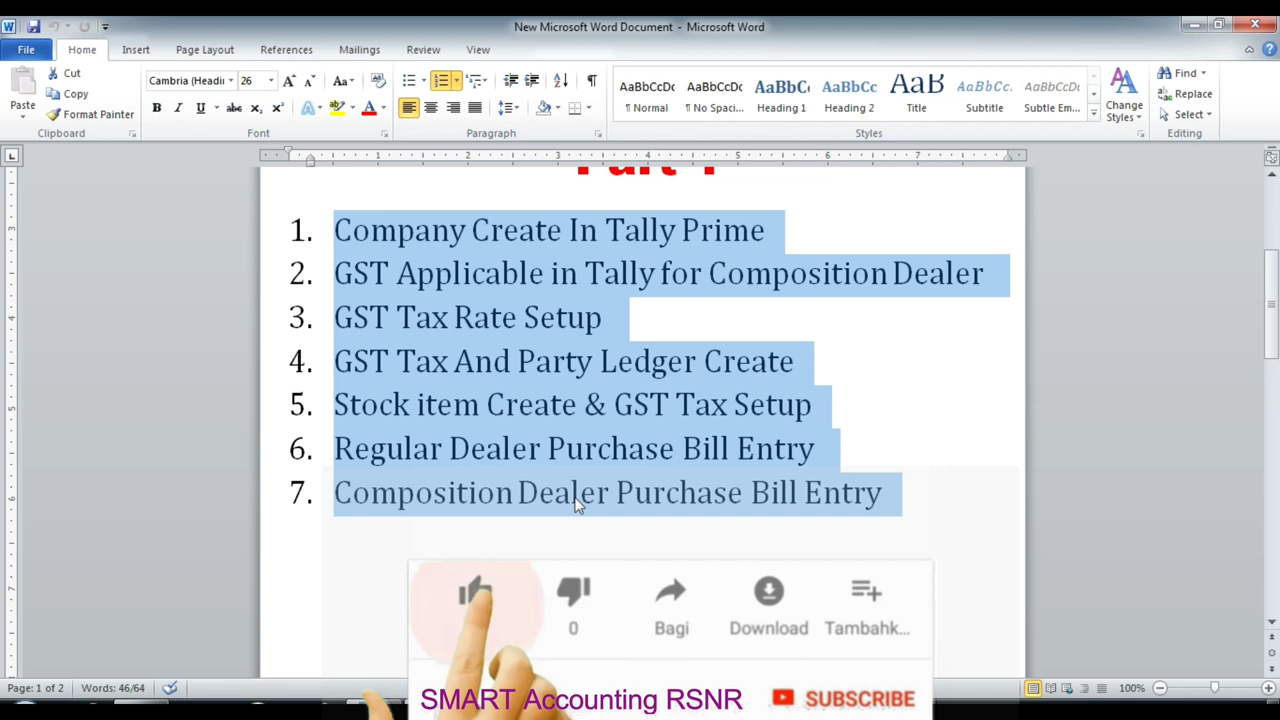 New Microsoft Word Document - Microsoft Word
File Home Insert Page Layout References Mailings Review View
Paste Cut Copy Format Painter
Cambria (Headi 26
AaBbCcDc AaBbCcDc AaBbC AaBbCc AaB AaBbCc. AaBbCcDc
¶ Normal ¶ No Spaci... Heading 1 Heading 2 Title Subtitle Subtle Em...
Change Styles
Find Replace Select
Clipboard Font Paragraph Styles Editing
1. Company Create In Tally Prime
2. GST Applicable in Tally for Composition Dealer
3. GST Tax Rate Setup
4. GST Tax And Party Ledger Create
5. Stock item Create & GST Tax Setup
6. Regular Dealer Purchase Bill Entry
7. Composition Dealer Purchase Bill Entry
0 Bagi Download Tambahk...
SMART Accounting RSNR SUBSCRIBE
Page: 1 of 2 Words: 46/64 100%